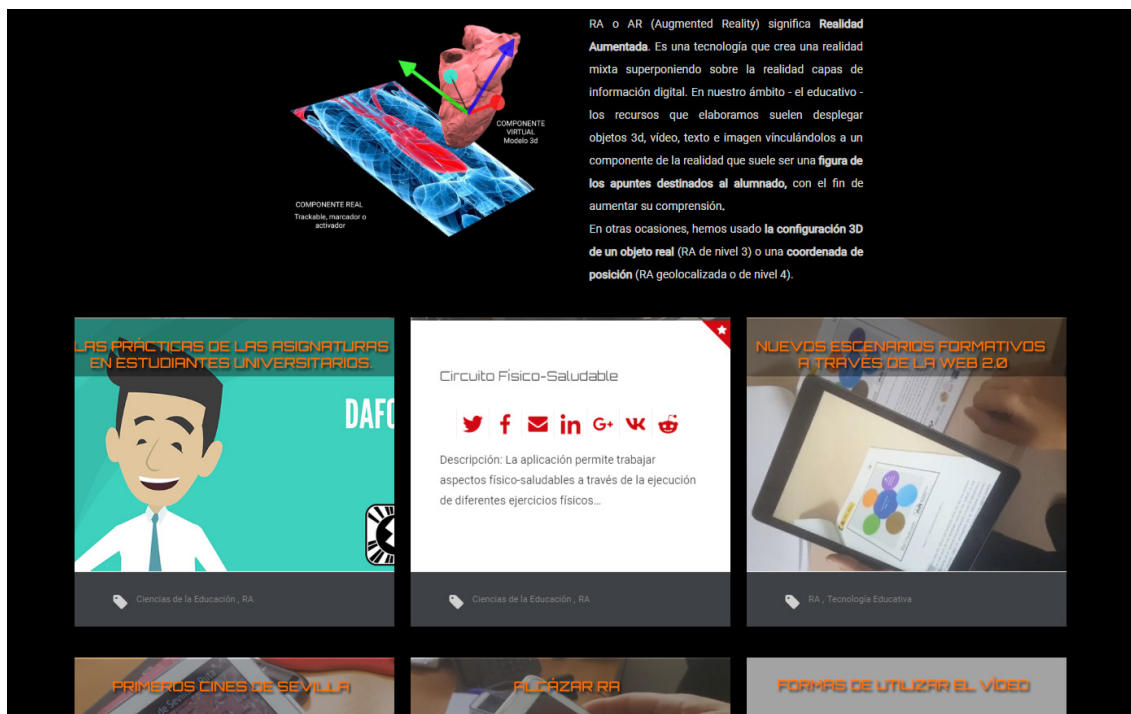 RA o AR (Augmented Reality) significa Realidad
Aumentada. Es una tecnología que crea una realidad
mixta superponiendo sobre la realidad capas de
información digital. En nuestro ámbito - el educativo -
los recursos que elaboramos suelen desplegar
objetos 3d, vídeo, texto e imagen vínculándolos a un
componente de la realidad que suele ser una figura de
los apuntes destinados al alumnado, con el fin de
aumentar su comprensión.
En otras ocasiones, hemos usado la configuración 3D
de un objeto real (RA de nivel 3) o una coordenada de
posición (RA geolocalizada o de nivel 4).
COMPONENTE
VIRTUAL
Modelo 3d
COMPONENTE REAL
Trackable, marcador o
activador
LAS PRÁCTICAS DE LAS ASIGNATURAS
EN ESTUDIANTES UNIVERSITARIOS.
DAFO
Ciencias de la Educación , RA
Circuito Físico-Saludable
Descripción: La aplicación permite trabajar
aspectos físico-saludables a través de la ejecución
de diferentes ejercicios físicos...
Ciencias de la Educación , RA
NUEVOS ESCENARIOS FORMATIVOS
A TRAVÉS DE LA WEB 2.0
RA , Tecnología Educativa
PRIMEROS CINES DE SEVILLA
ALCÁZAR RA
FORMAS DE UTILIZAR EL VÍDEO